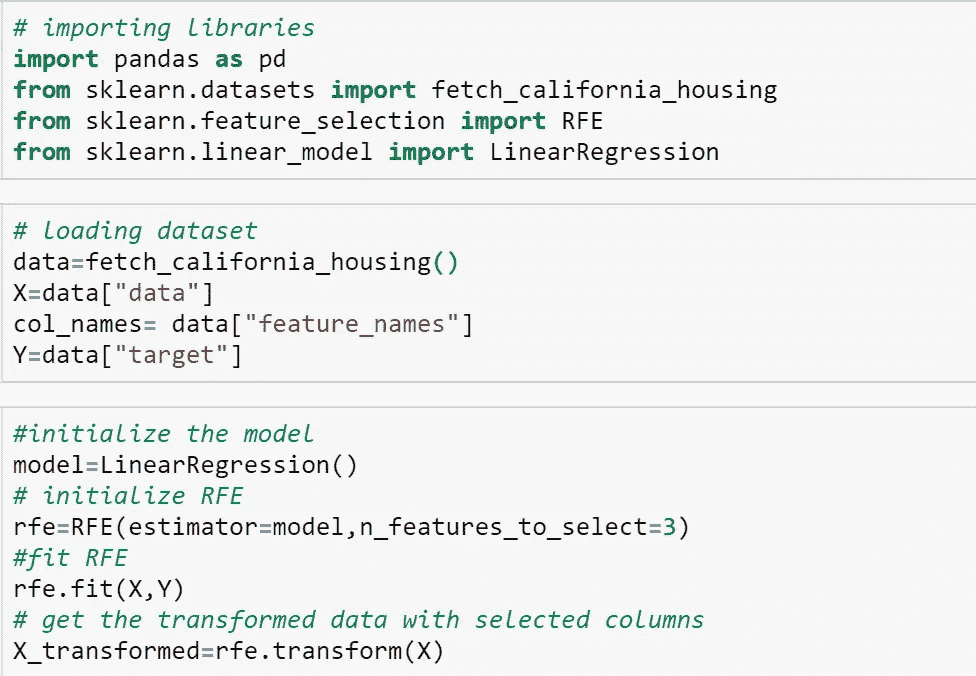 # importing libraries
import pandas as pd
from sklearn.datasets import fetch_california_housing
from sklearn.feature_selection import RFE
from sklearn.linear_model import LinearRegression
# loading dataset
data=fetch_california_housing()
X=data["data"]
col_names= data["feature_names"]
Y=data["target"]
#initialize the model
model=LinearRegression()
# initialize RFE
rfe=RFE(estimator=model,n_features_to_select=3)
#fit RFE
rfe.fit(X,Y)
# get the transformed data with selected columns
X_transformed=rfe.transform(X)